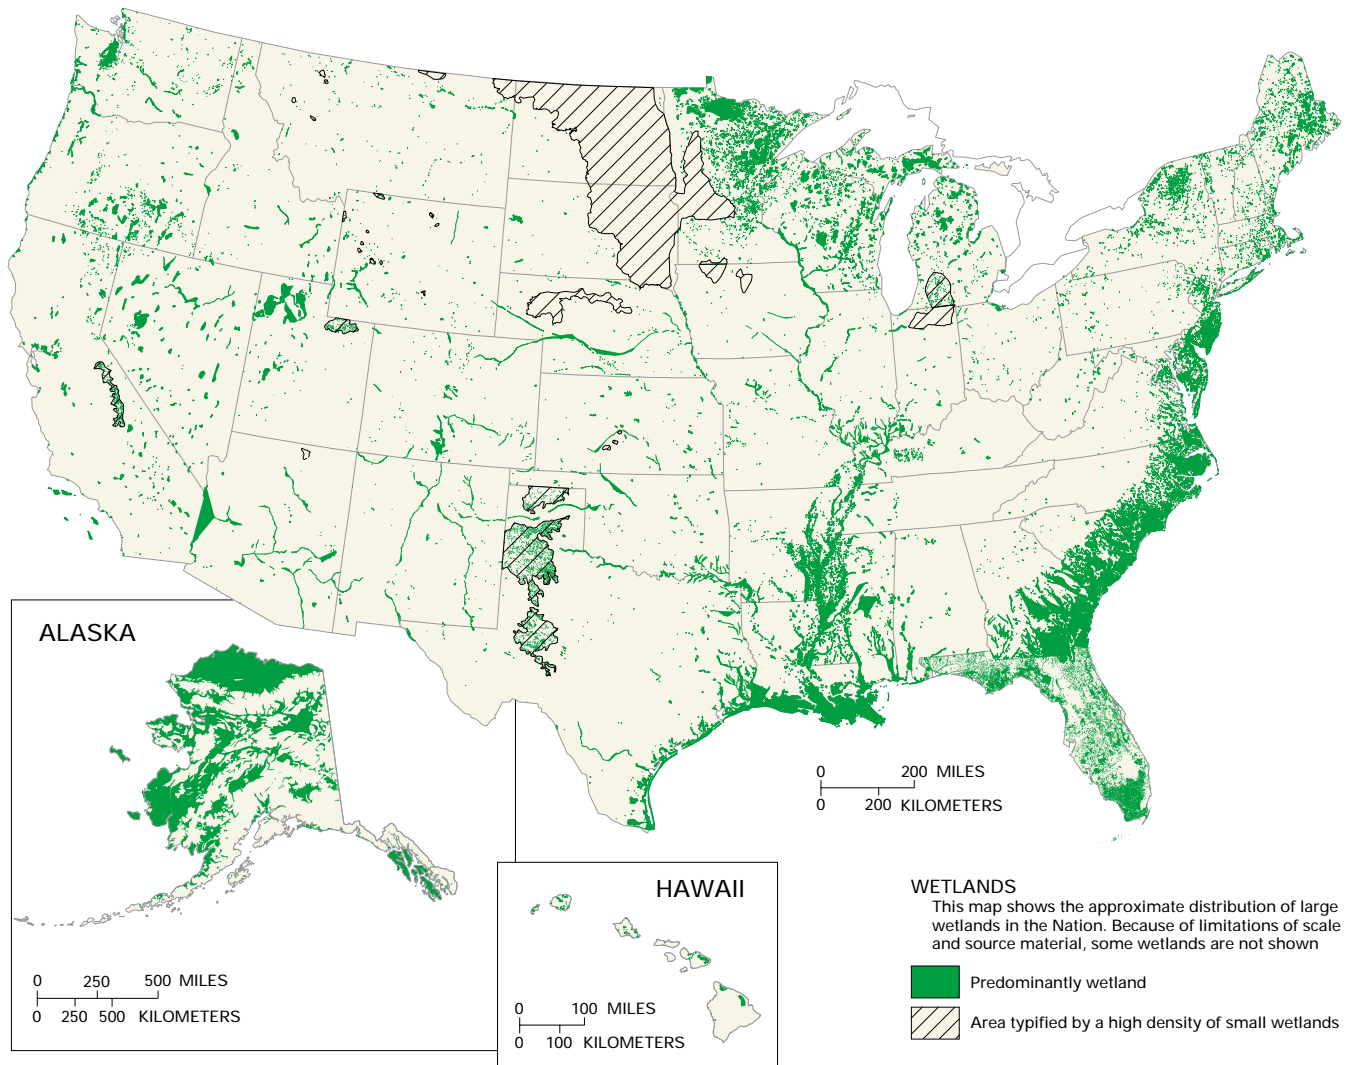 ALASKA
0 200 MILES
0 200 KILOMETERS
HAWAII
WETLANDS
This map shows the approximate distribution of large
wetlands in the Nation. Because of limitations of scale
and source material, some wetlands are not shown
Predominantly wetland
Area typified by a high density of small wetlands
0 250 500 MILES
0 250 500 KILOMETERS
0 100 MILES
0 100 KILOMETERS